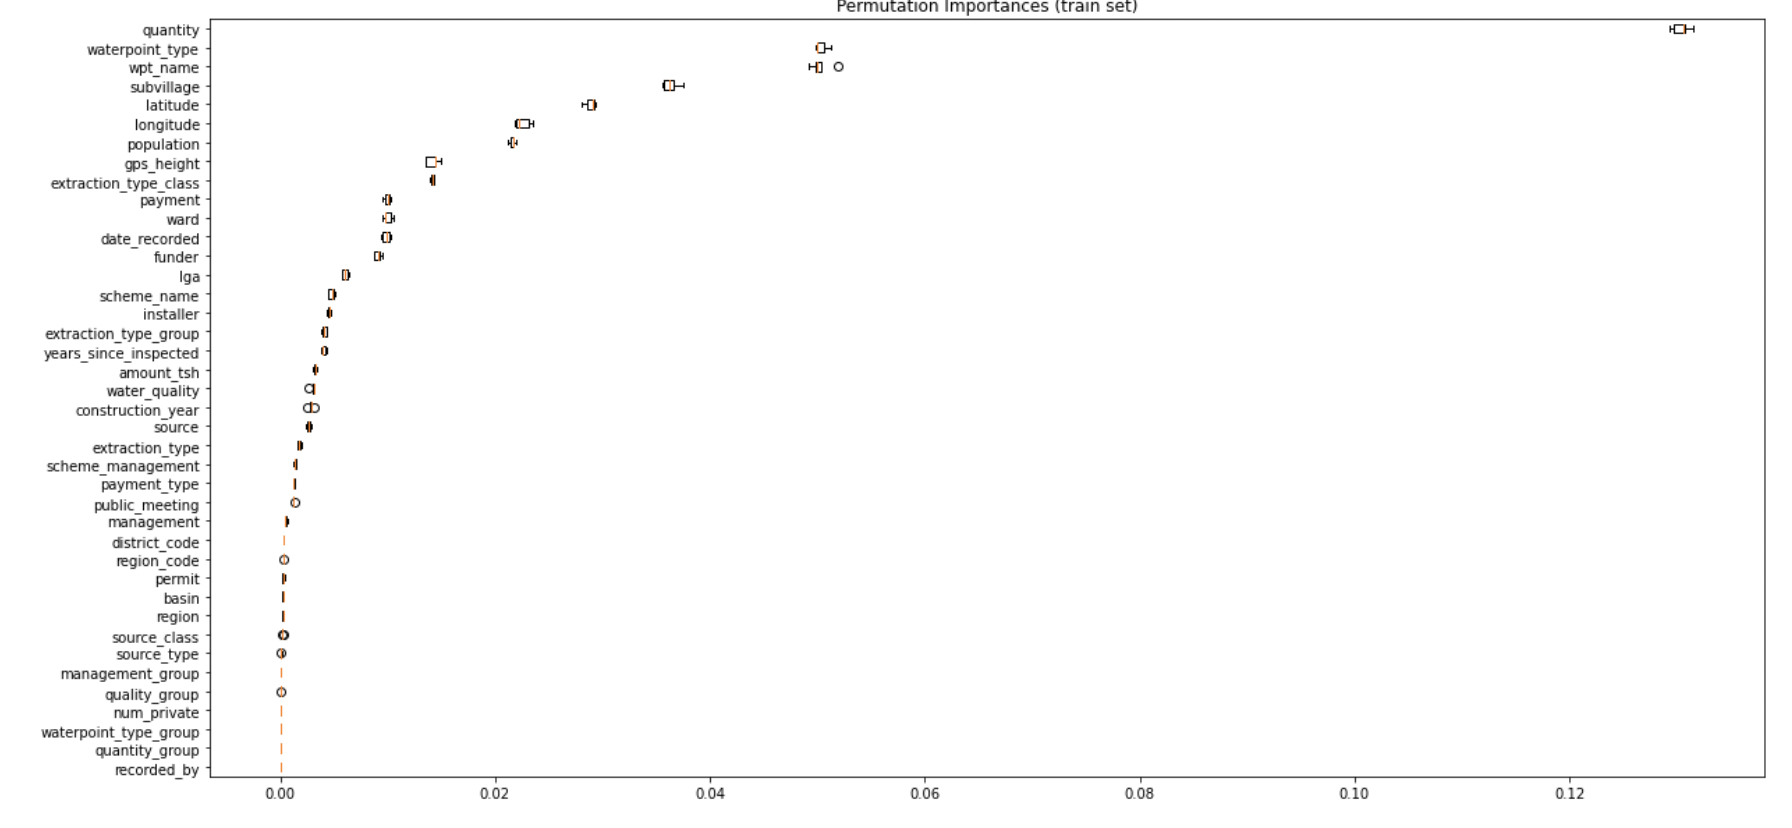 Permutation Importances (train set)
quantity
waterpoint_type
wpt_name
subvillage
latitude
longitude
population
gps_height
extraction_type_class
payment
ward
date_recorded
funder
lga
scheme_name
installer
extraction_type_group
years_since_inspected
amount_tsh
water_quality
construction_year
source
extraction_type
scheme_management
payment_type
public_meeting
management
district_code
region_code
permit
basin
region
source_class
source_type
management_group
quality_group
num_private
waterpoint_type_group
quantity_group
recorded_by
0.00 0.02 0.04 0.06 0.08 0.10 0.12